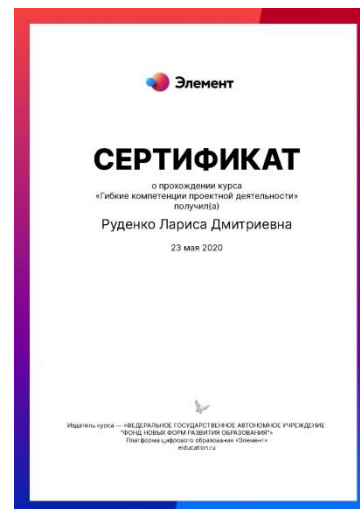 Элемент
СЕРТИФИКАТ
о прохождении курса
«Гибкие компетенции проектной деятельности»
получил(а)
Руденко Лариса Дмитриевна
23 мая 2020
Издатель курса — «ФЕДЕРАЛЬНОЕ ГОСУДАРСТВЕННОЕ АВТОНОМНОЕ УЧРЕЖДЕНИЕ
"ФОНД НОВЫХ ФОРМ РАЗВИТИЯ ОБРАЗОВАНИЯ"»
Платформа цифрового образования «Элемент»
elducation.ru